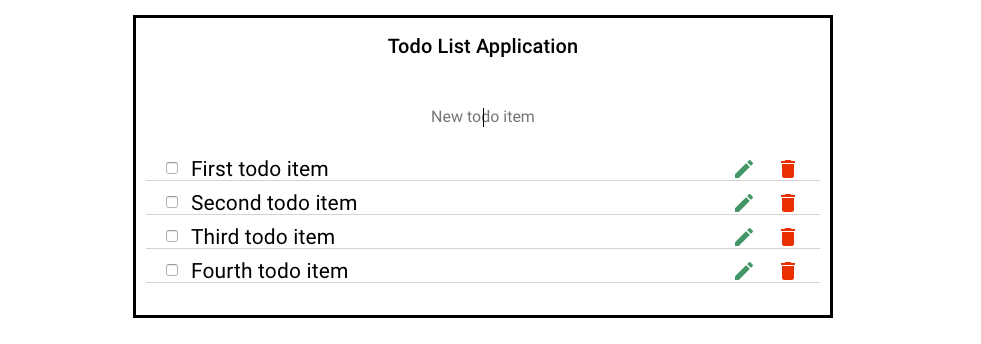 Todo List Application
New todo item
First todo item
Second todo item
Third todo item
Fourth todo item